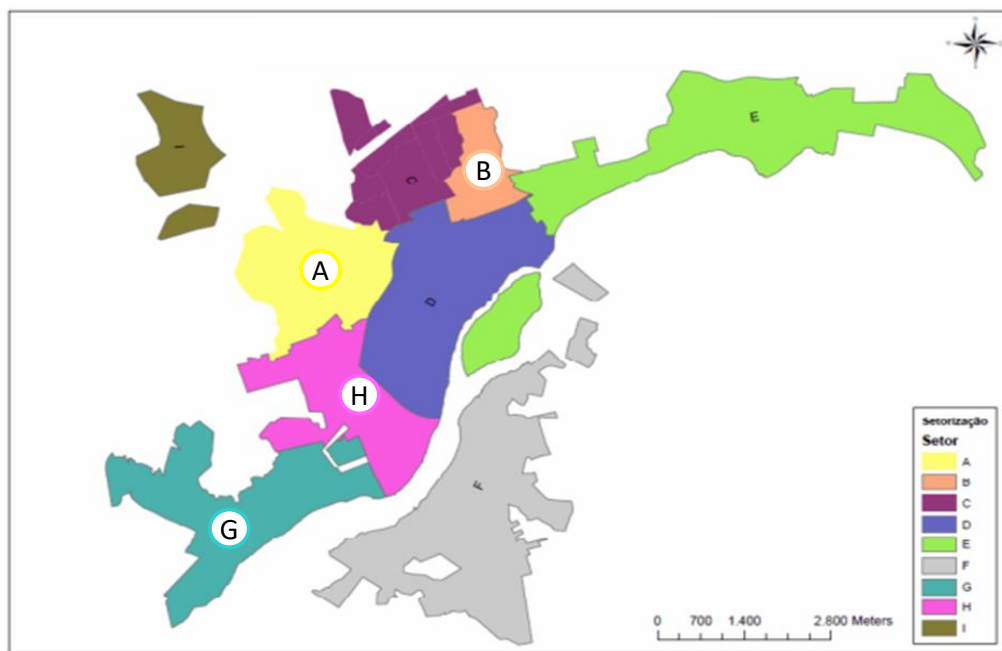 E
I
C
B
A
D
H
F
G
Setorização
Setor
A
B
C
D
E
F
G
H
I
0 700 1.400 2.800 Meters